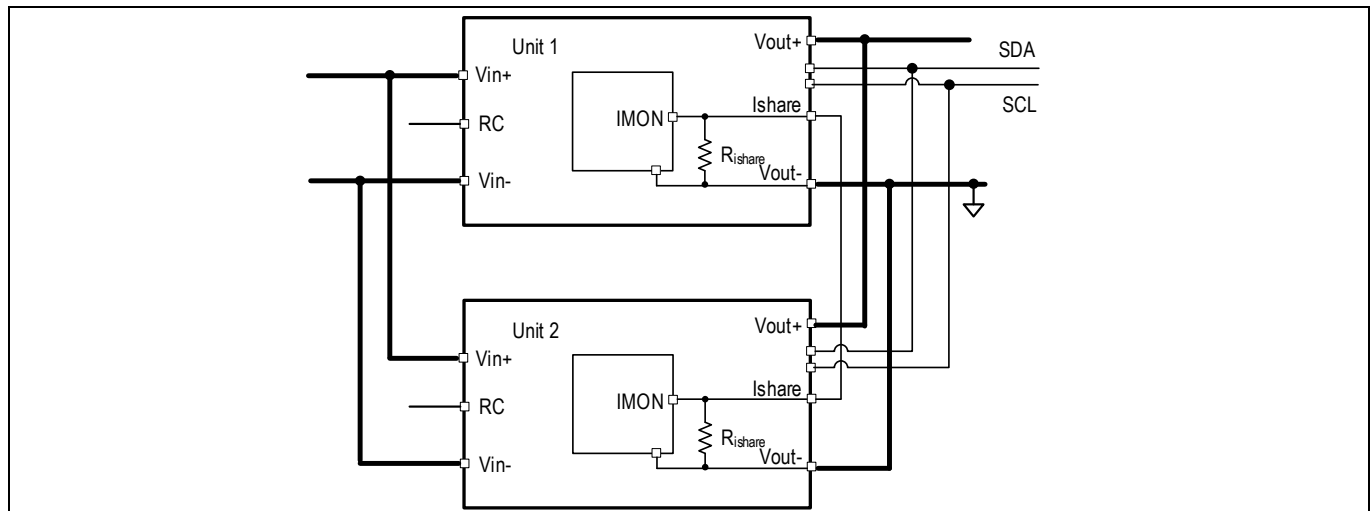 Unit 1
Vout+
SDA
Vin+
SCL
Ishare
IMON
RC
Rishare
Vout-
Vin-
Unit 2
Vout+
Vin+
Ishare
IMON
RC
Rishare
Vout-
Vin-